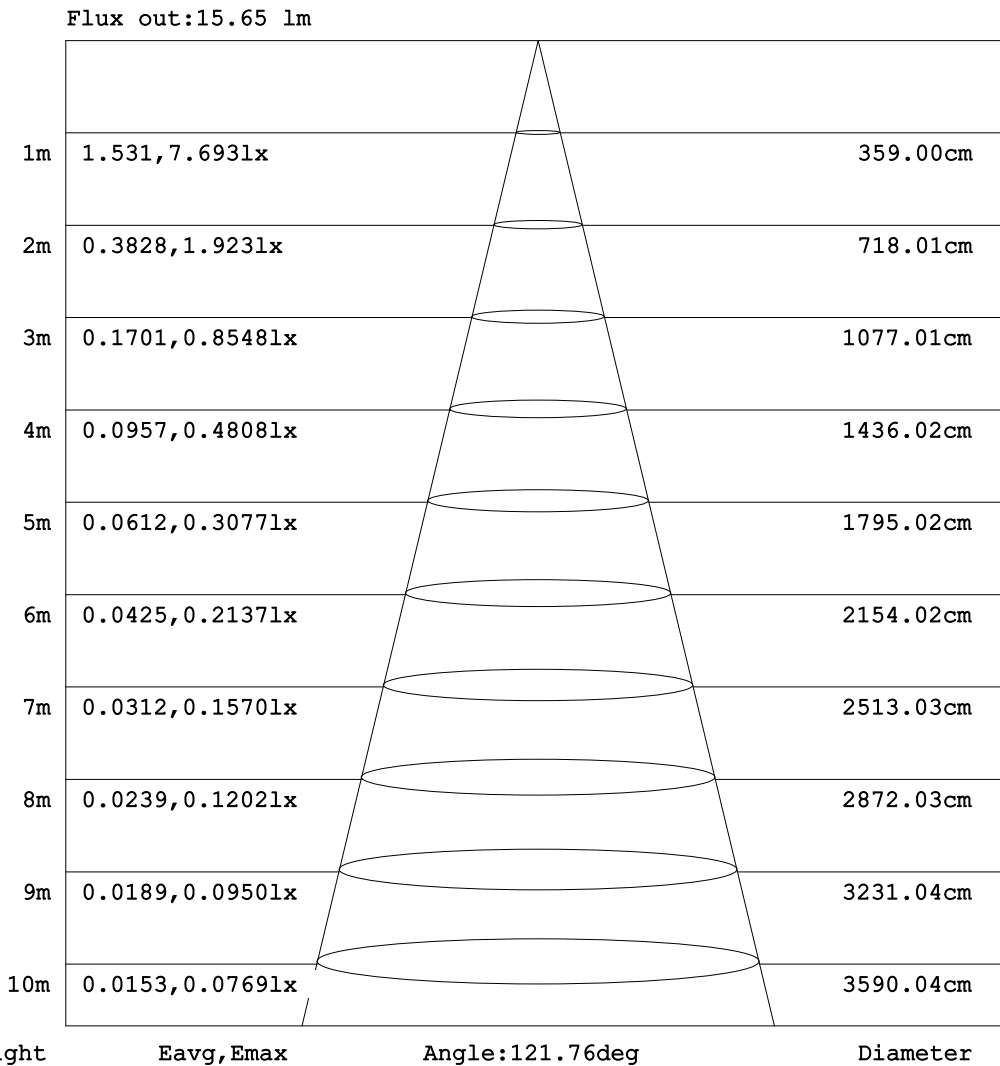 Flux out:15.65 lm
1m 1.531,7.693lx 359.00cm
2m 0.3828,1.923lx 718.01cm
3m 0.1701,0.8548lx 1077.01cm
4m 0.0957,0.4808lx 1436.02cm
5m 0.0612,0.3077lx 1795.02cm
6m 0.0425,0.2137lx 2154.02cm
7m 0.0312,0.1570lx 2513.03cm
8m 0.0239,0.1202lx 2872.03cm
9m 0.0189,0.0950lx 3231.04cm
10m 0.0153,0.0769lx 3590.04cm
Eavg,Emax Angle:121.76deg Diameter